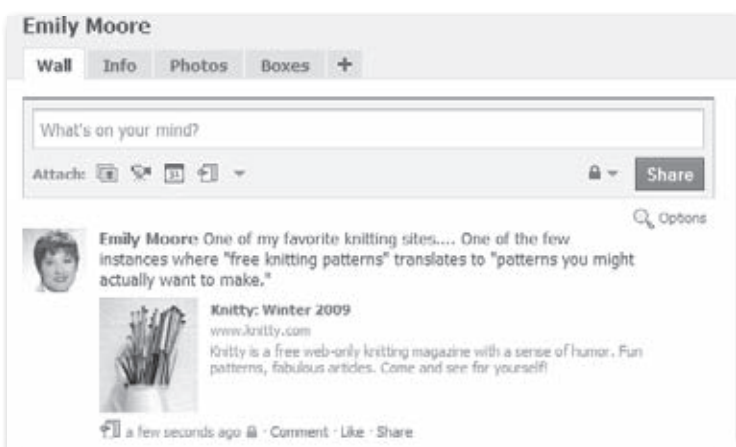 Emily Moore
Wall Info Photos Boxes +
What's on your mind?
Attach:
Share
Options
Emily Moore One of my favorite knitting sites.... One of the few
instances where "free knitting patterns" translates to "patterns you might
actually want to make."
Knitty: Winter 2009
www.knitty.com
Knitty is a free web-only knitting magazine with a sense of humor. Fun
patterns, fabulous articles. Come and see for yourself!
a few seconds ago · Comment · Like · Share